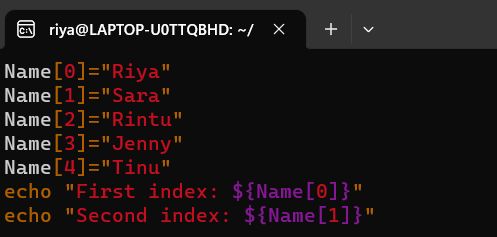 riya@LAPTOP-U0TTQBHD: ~/
Name[0]="Riya"
Name[1]="Sara"
Name[2]="Rintu"
Name[3]="Jenny"
Name[4]="Tinu"
echo "First index: ${Name[0]}"
echo "Second index: ${Name[1]}"